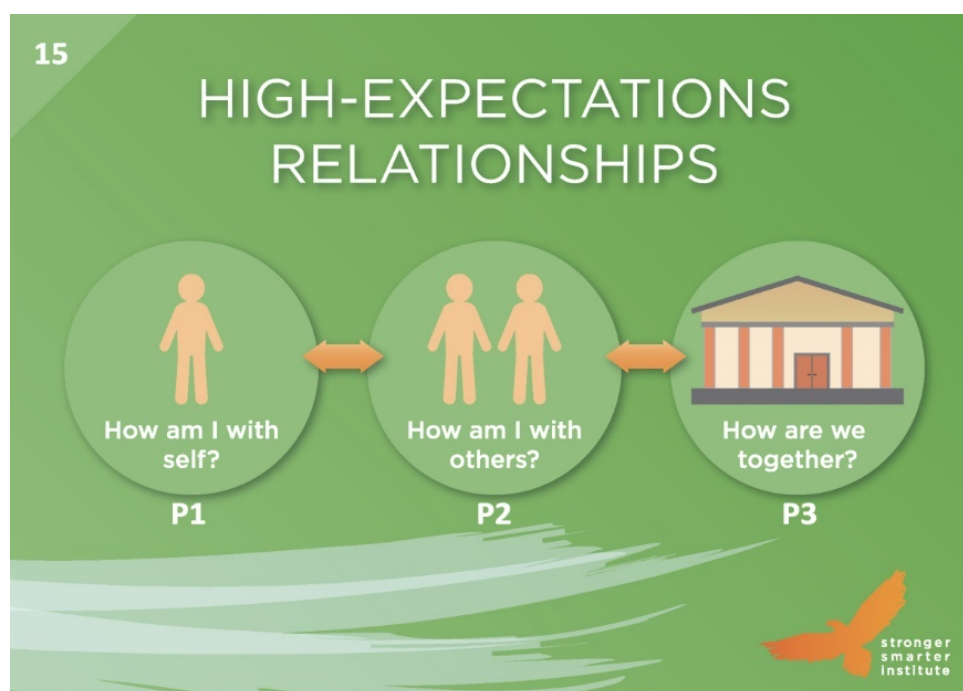 15
HIGH-EXPECTATIONS
RELATIONSHIPS
How am I with
self?
P1
How am I with
others?
P2
How are we
together?
P3
stronger
smarter
institute